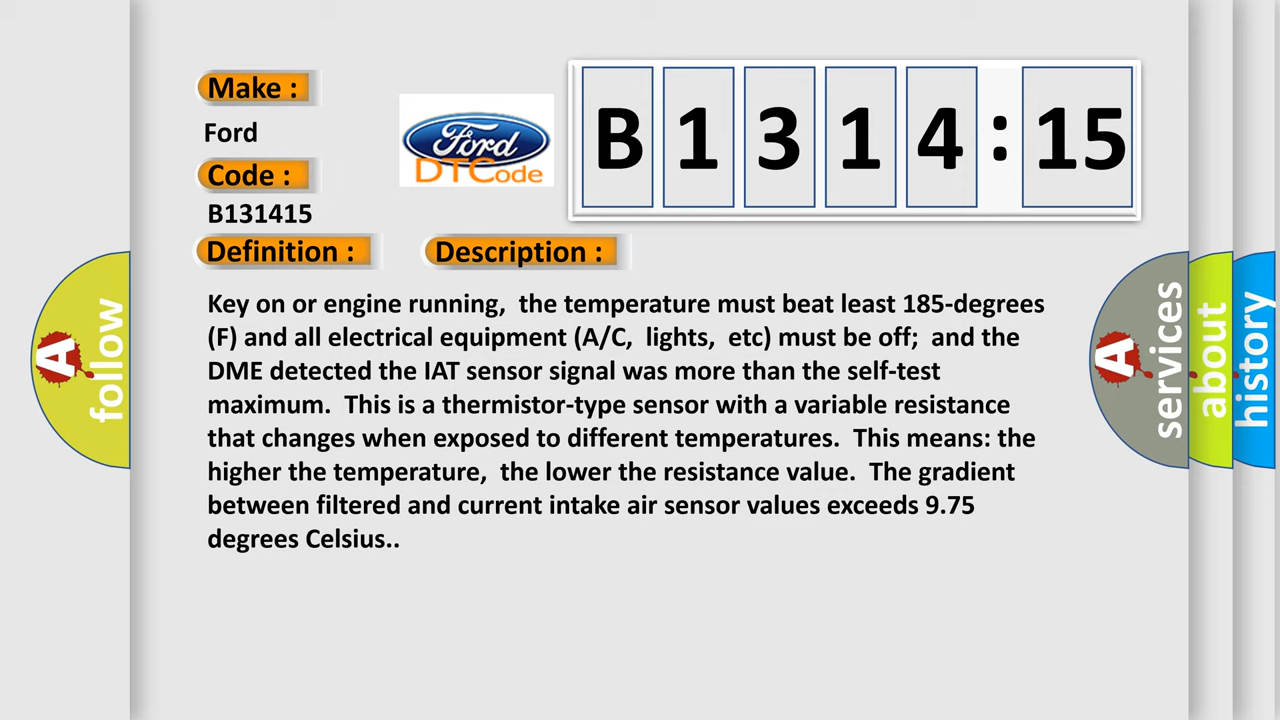 Make :
Ford
Code :
B131415
Ford
DTCode
B1314:15
Definition :
Description :
Key on or engine running, the temperature must beat least 185-degrees
(F) and all electrical equipment (A/C, lights, etc) must be off; and the
DME detected the IAT sensor signal was more than the self-test
maximum. This is a thermistor-type sensor with a variable resistance
that changes when exposed to different temperatures. This means: the
higher the temperature, the lower the resistance value. The gradient
between filtered and current intake air sensor values exceeds 9.75
degrees Celsius..
A follow
A services
about
history